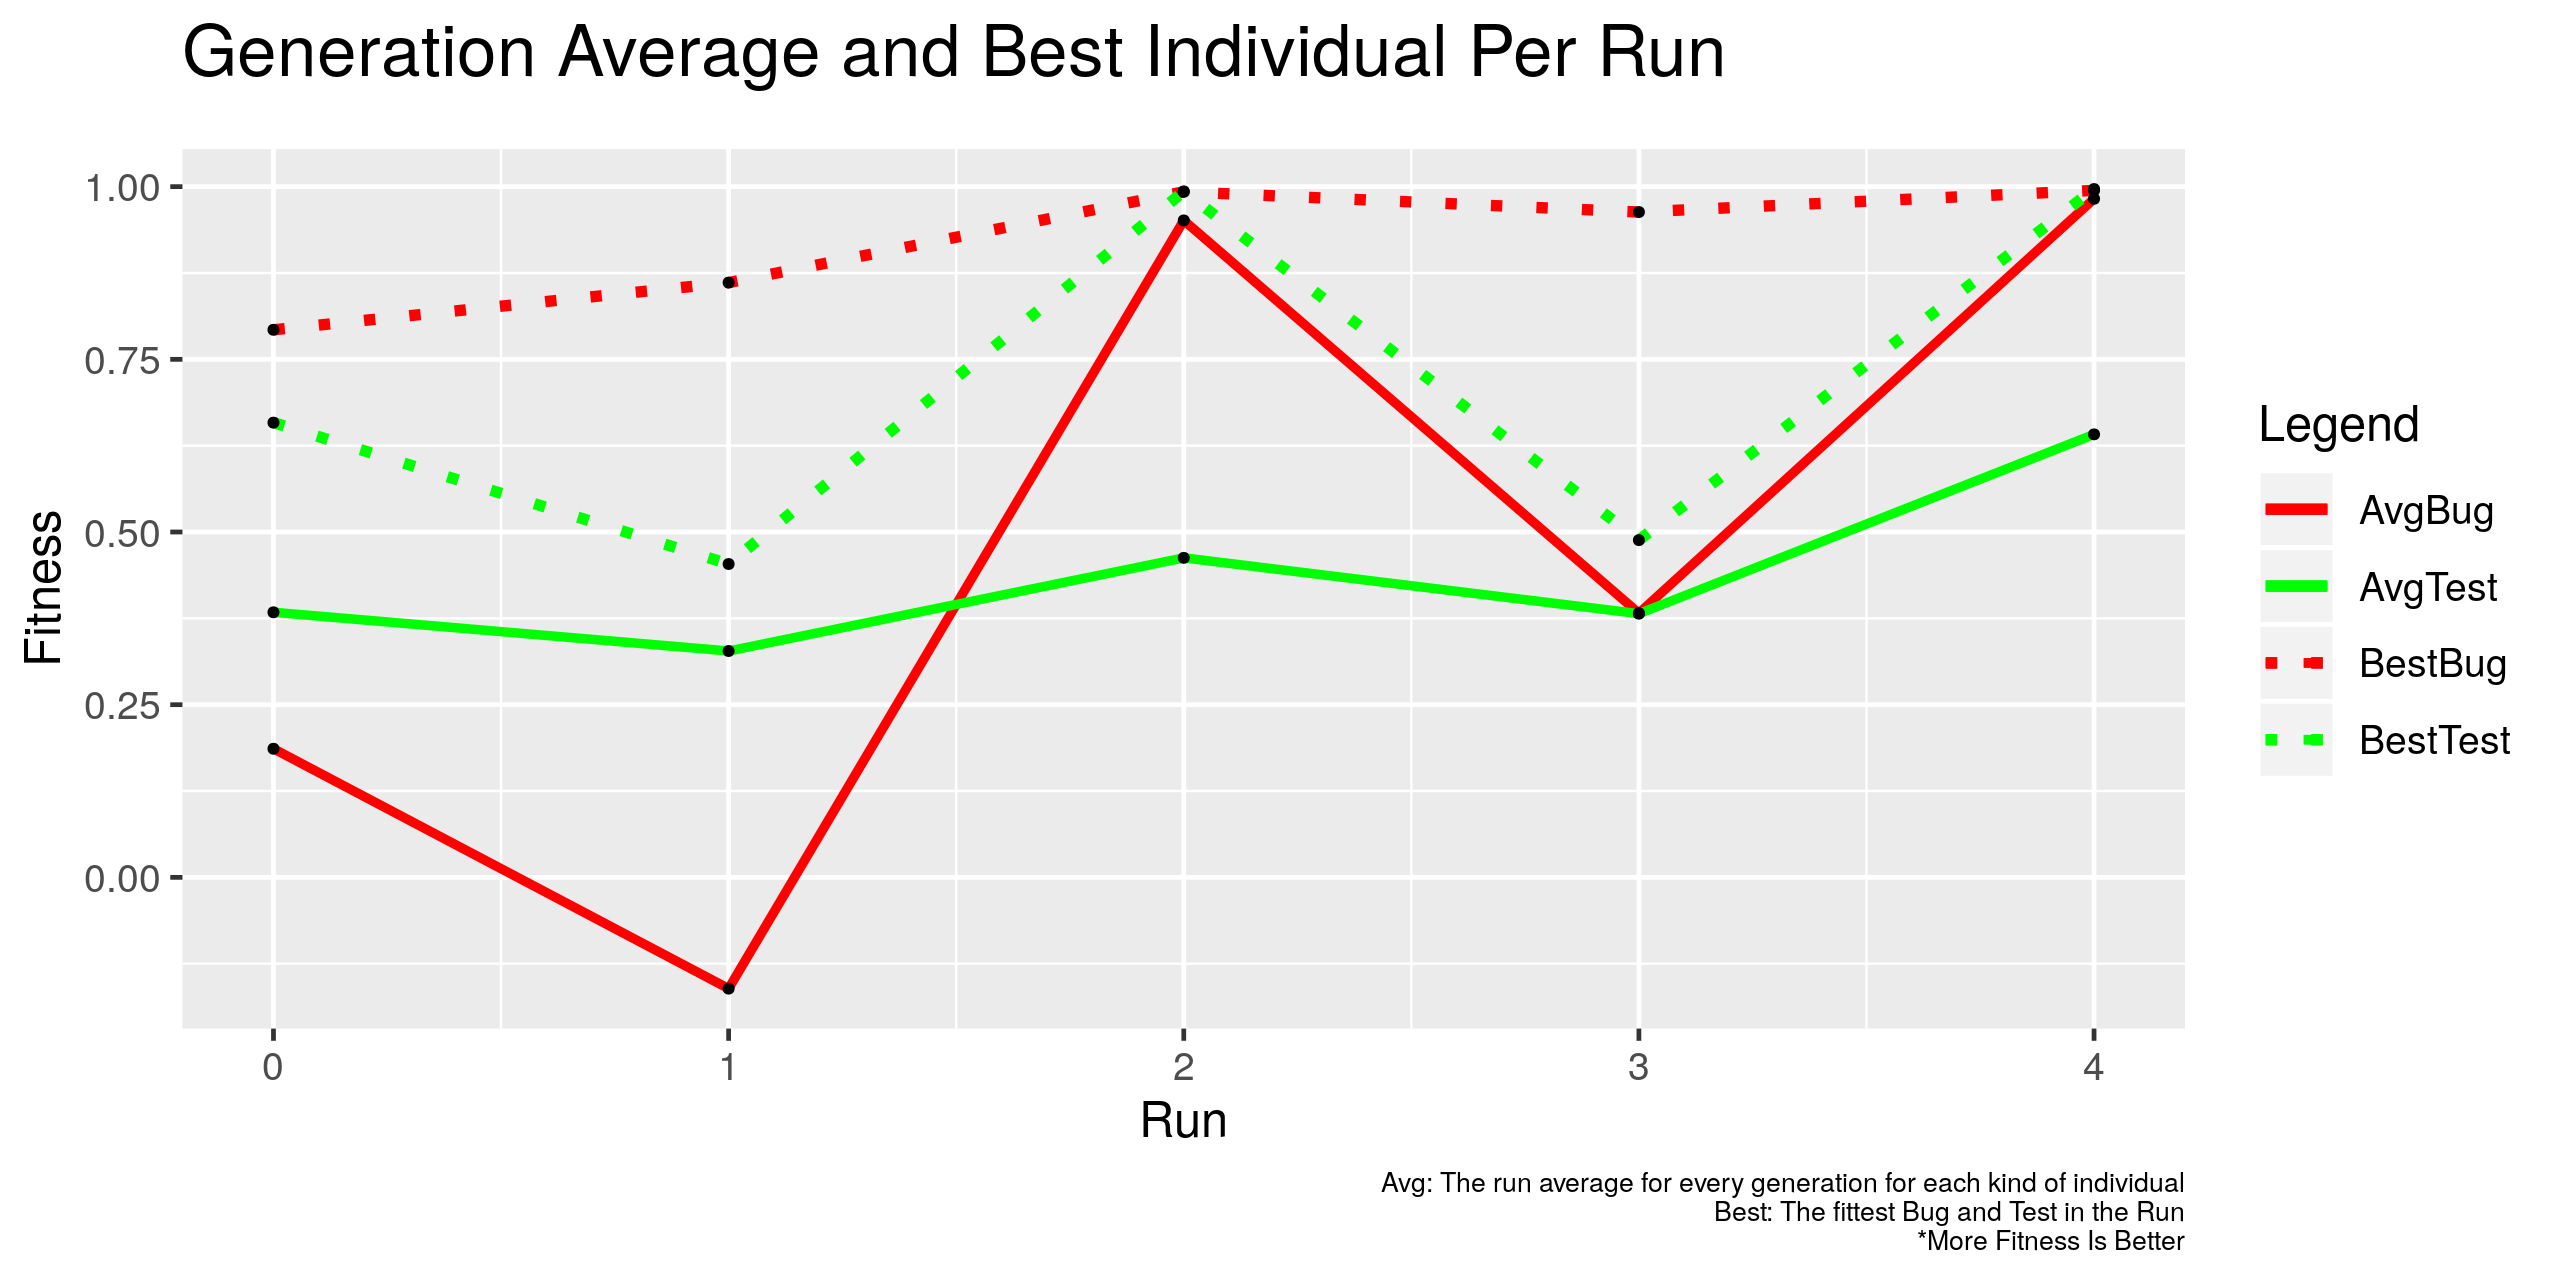 Generation Average and Best Individual Per Run
Fitness
1.00
0.75
0.50
0.25
0.00
0 1 2 3 4
Run
Legend
AvgBug
AvgTest
BestBug
BestTest
Avg: The run average for every generation for each kind of individual
Best: The fittest Bug and Test in the Run
*More Fitness Is Better